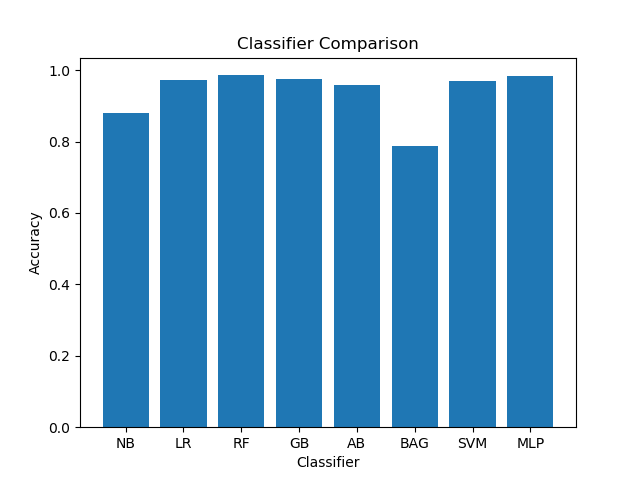 Classifier Comparison
1.0
0.8
0.6
0.4
0.2
0.0
Accuracy
NB LR RF GB AB BAG SVM MLP
Classifier